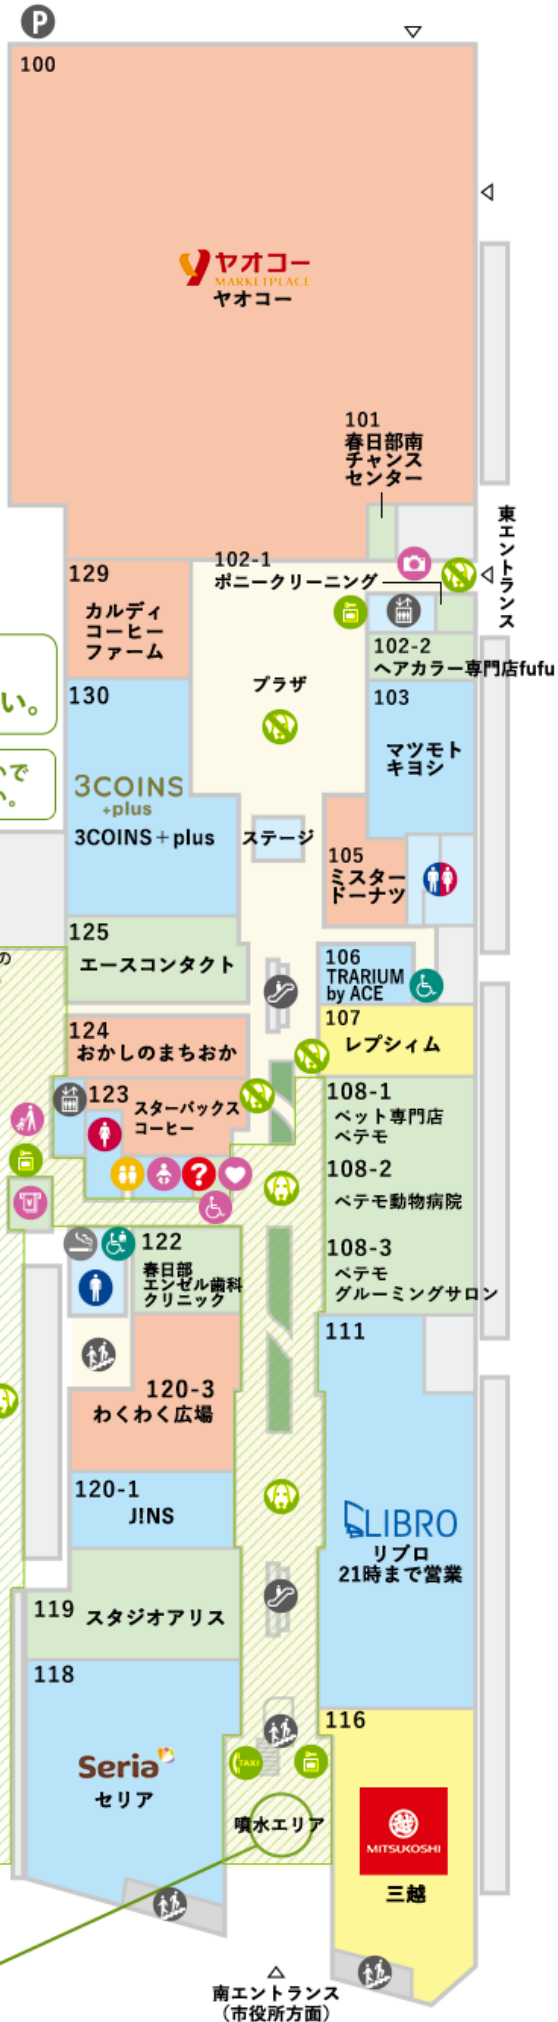 P
100
ヤオコー
MARKETPLACE
ヤオコー
101
春日部南
チャンス
センター
東エントランス
102-1
ポニークリーニング
129
カルディ
コーヒー
ファーム
102-2
ヘアカラー専門店fufu
プラザ
い。
130
103
マツモト
キヨシ
いで
い。
3COINS
+plus
3COINS+plus
ステージ
105
ミスター
ドーナツ
125
エースコンタクト
の
106
TRARIUM
by ACE
107
レプシィム
124
おかしのまちおか
123
スターバックス
コーヒー
108-1
ペット専門店
ペテモ
108-2
ペテモ動物病院
?
122
春日部
エンゼル歯科
クリニック
108-3
ペテモ
グルーミングサロン
111
120-3
わくわく広場
120-1
J!NS
LIBRO
リブロ
21時まで営業
119
スタジオアリス
118
116
Seria
セリア
TAXI
噴水エリア
MITSUKOSHI
三越
南エントランス
(市役所方面)